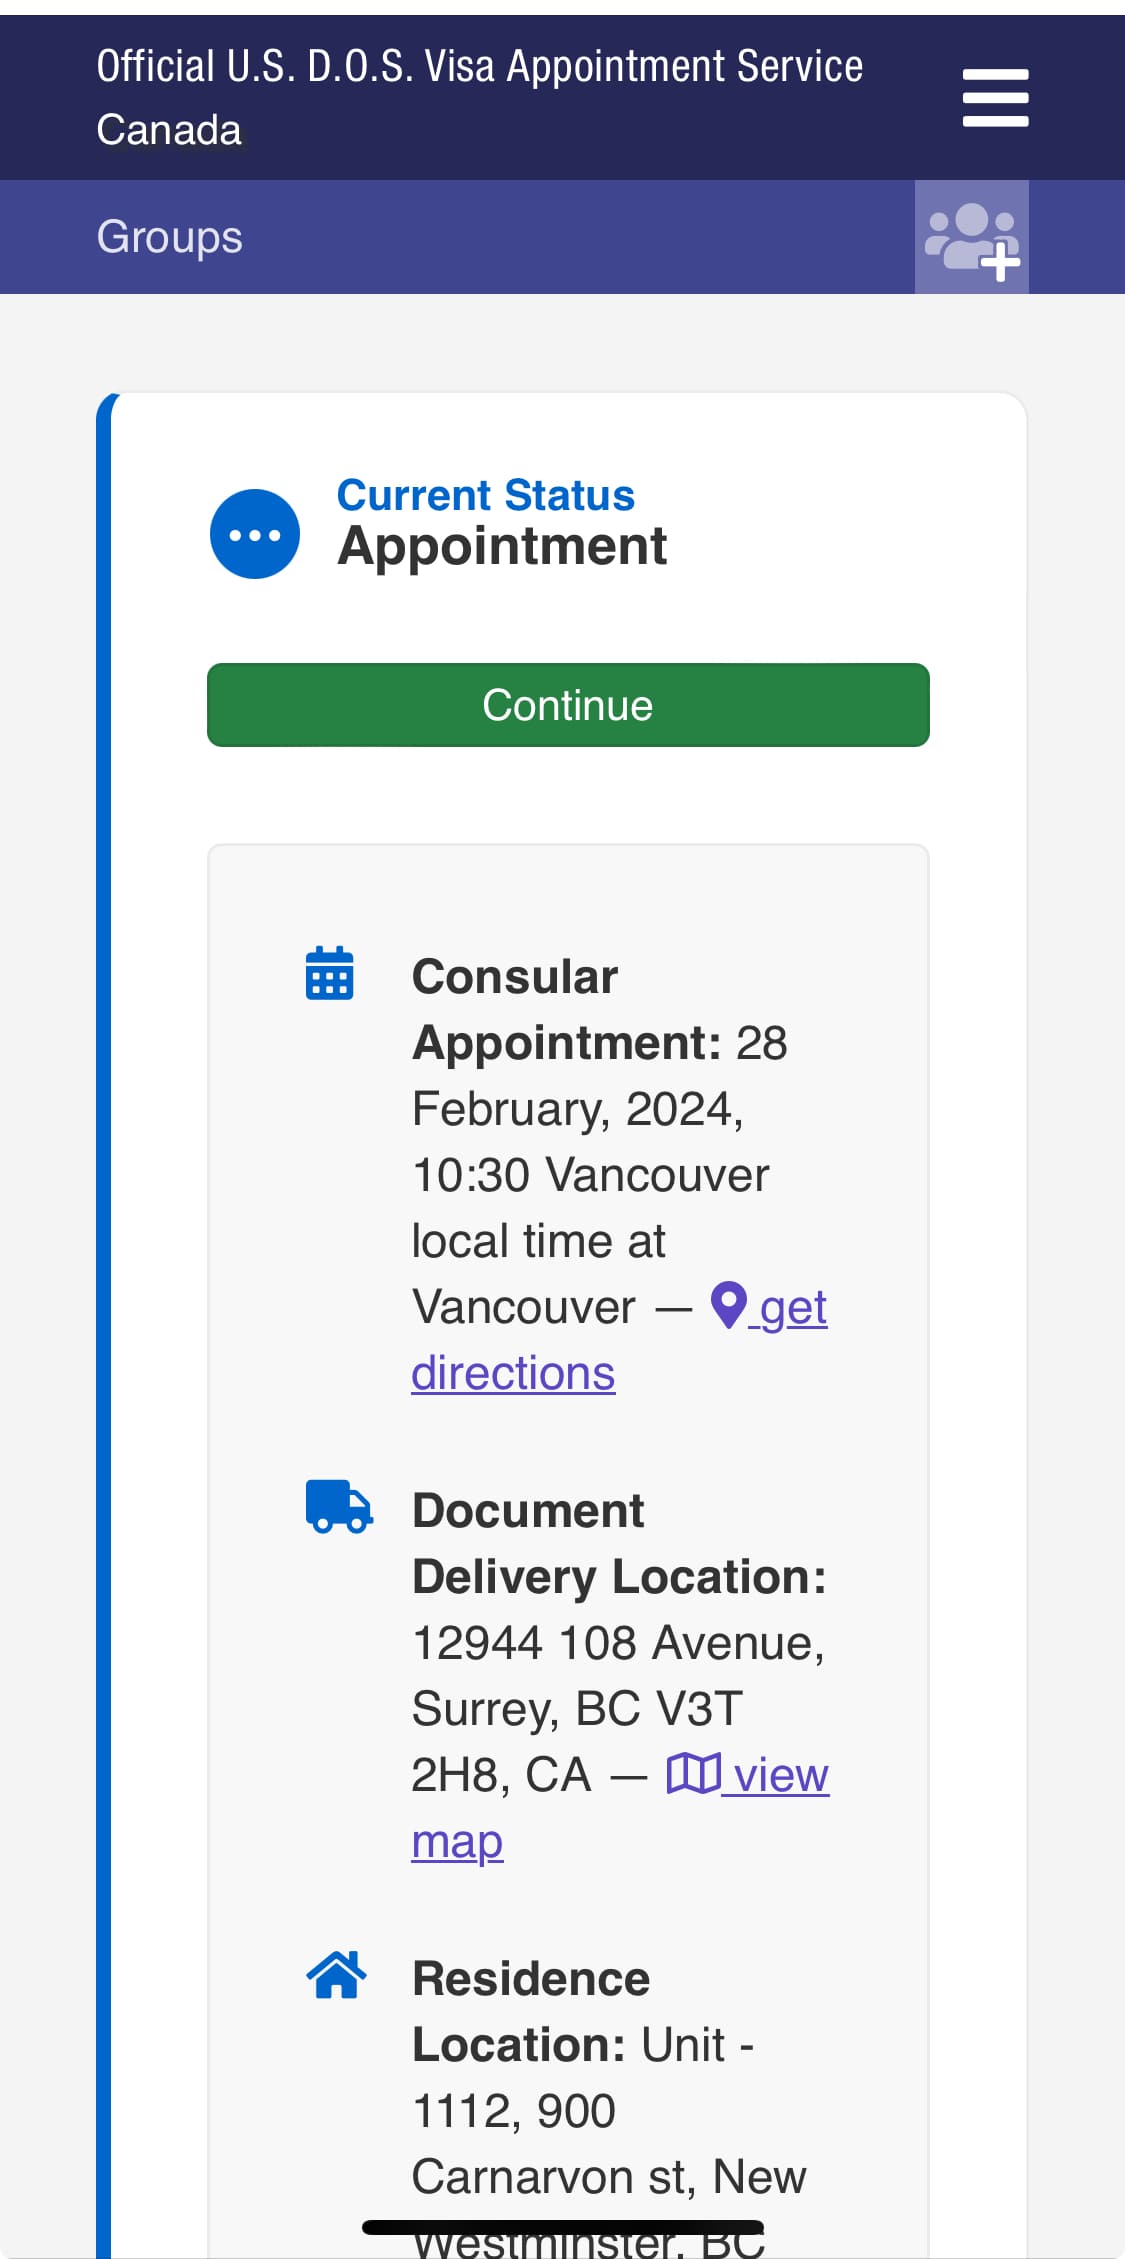 Official U.S. D.O.S. Visa Appointment Service
Canada
Groups
Current Status
Appointment
Continue
Consular
Appointment: 28
February, 2024,
10:30 Vancouver
local time at
Vancouver — get
directions
Document
Delivery Location:
12944 108 Avenue,
Surrey, BC V3T
2H8, CA — view
map
Residence
Location: Unit -
1112, 900
Carnarvon st, New
Westminster, BC